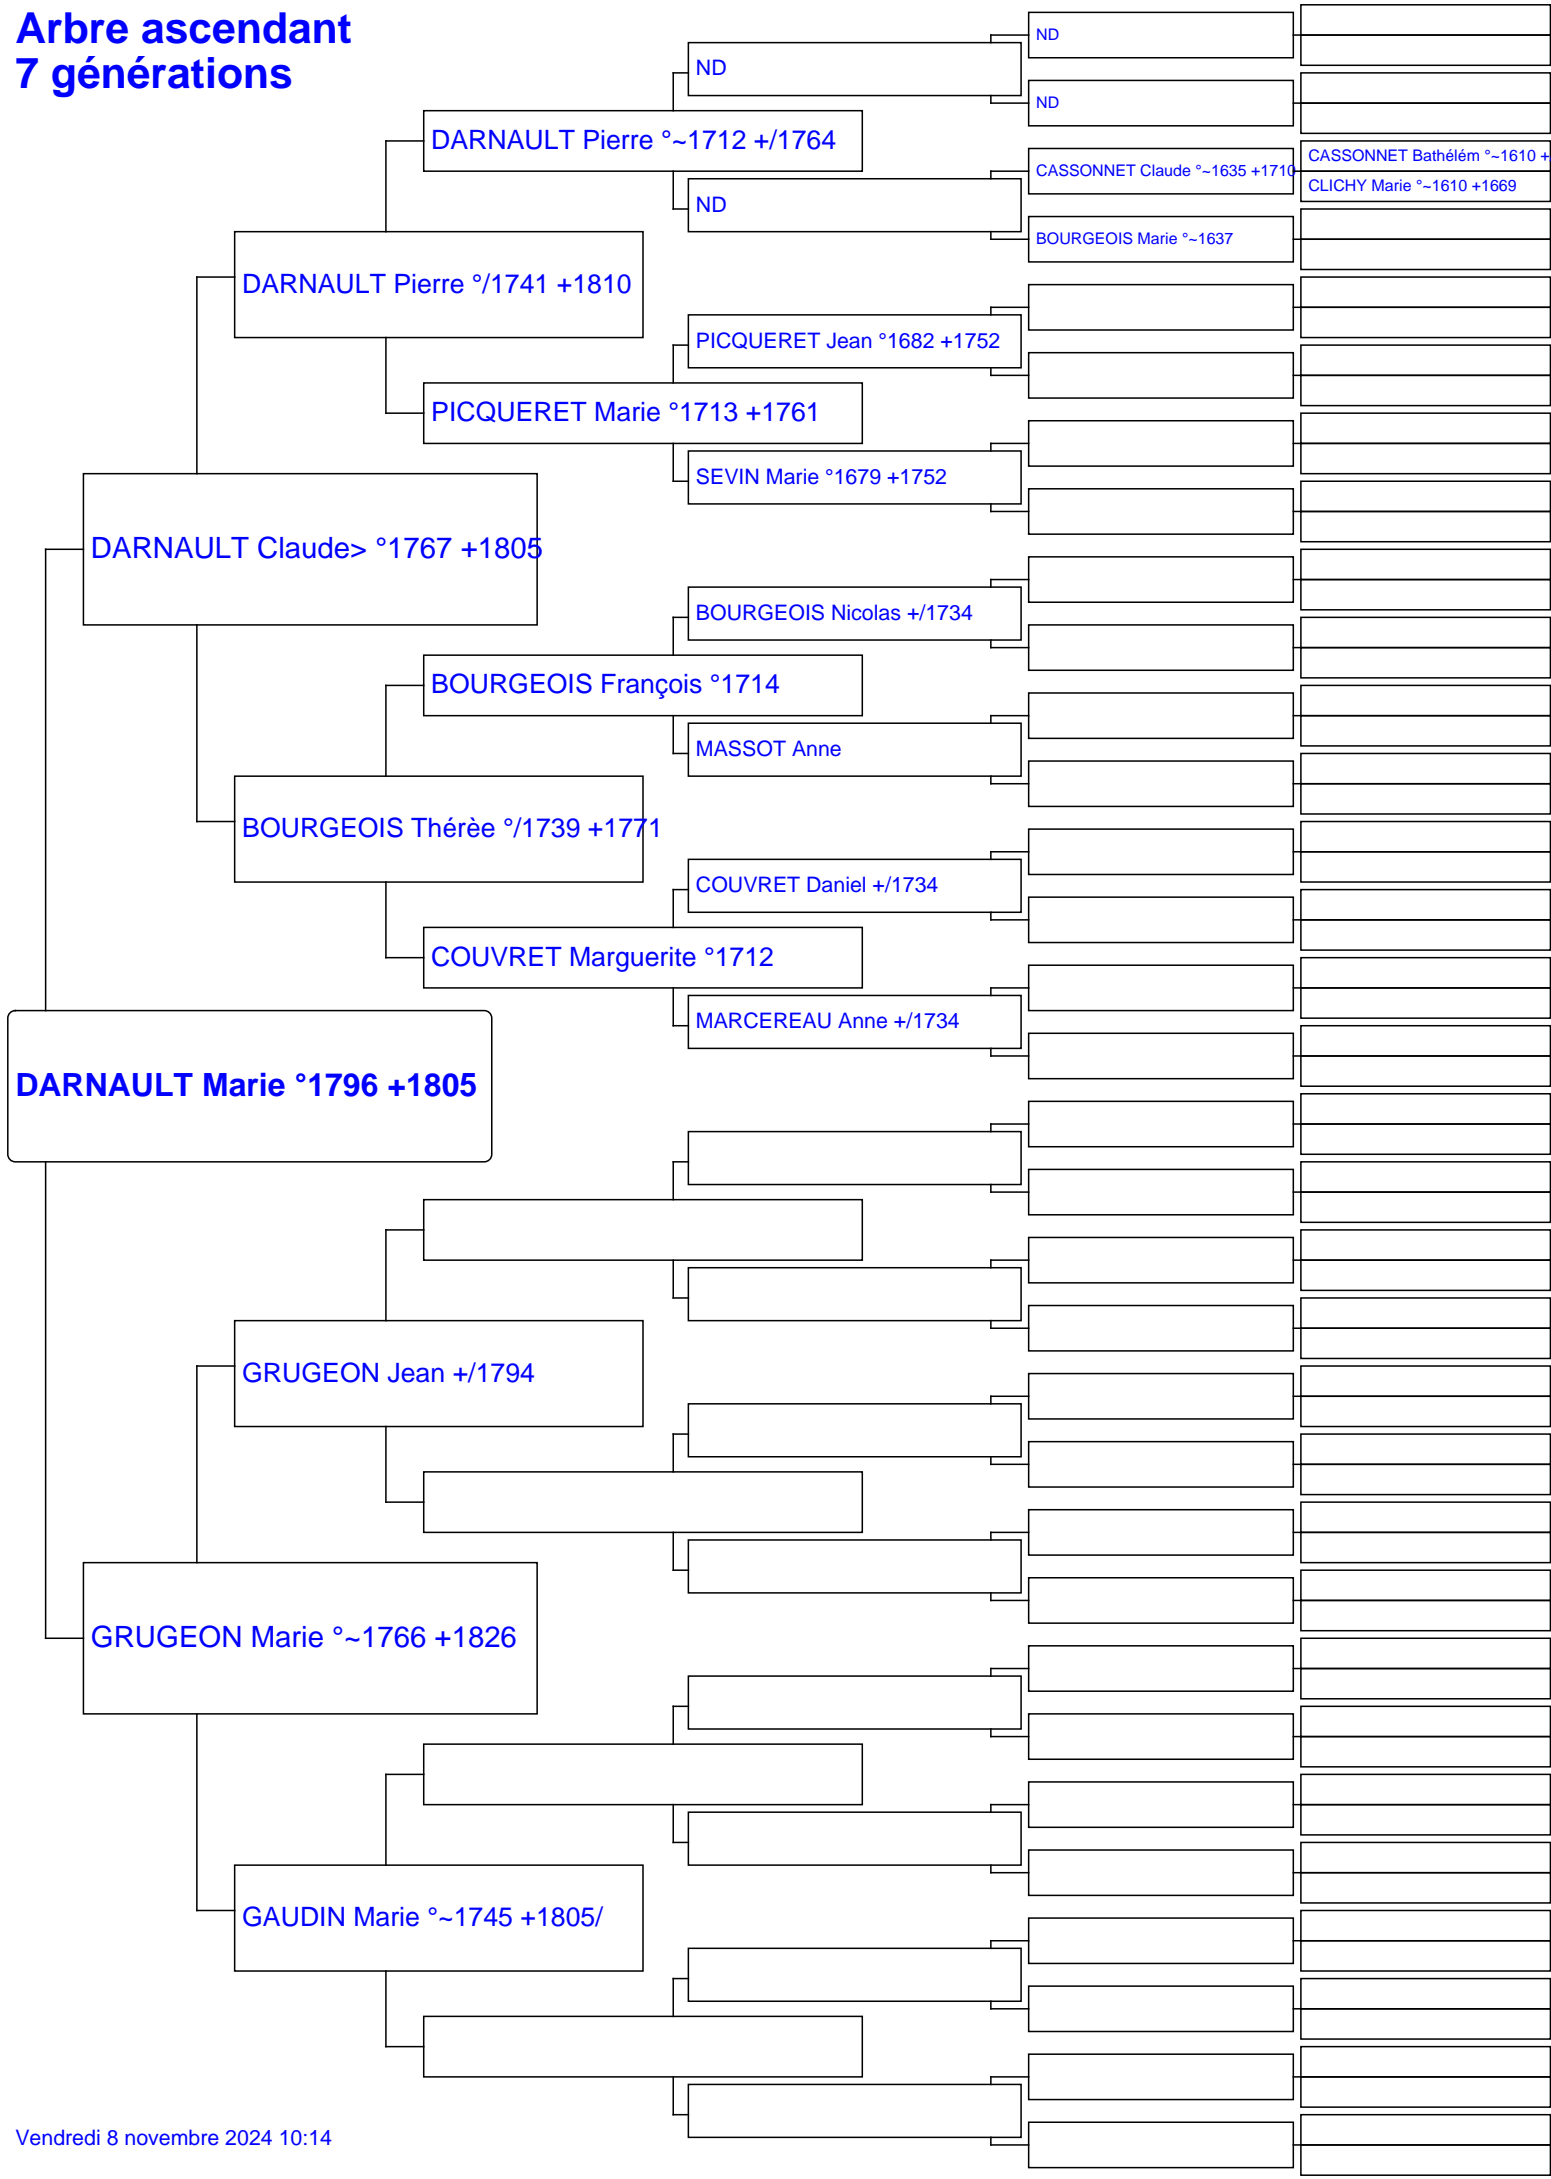 Arbre ascendant
7 générations
ND
ND
ND
DARNAULT Pierre °~1712 +/1764
CASSONNET Bathélém °~1610 +
CASSONNET Claude °~1635 +1710
CLICHY Marie °~1610 +1669
ND
BOURGEOIS Marie °~1637
DARNAULT Pierre °/1741 +1810
PICQUERET Jean °1682 +1752
PICQUERET Marie °1713 +1761
SEVIN Marie °1679 +1752
DARNAULT Claude> °1767 +1805
BOURGEOIS Nicolas +/1734
BOURGEOIS François °1714
MASSOT Anne
BOURGEOIS Thérèe °/1739 +1771
COUVRET Daniel +/1734
COUVRET Marguerite °1712
MARCEREAU Anne +/1734
DARNAULT Marie °1796 +1805
GRUGEON Jean +/1794
GRUGEON Marie °~1766 +1826
GAUDIN Marie °~1745 +1805/
Vendredi 8 novembre 2024 10:14